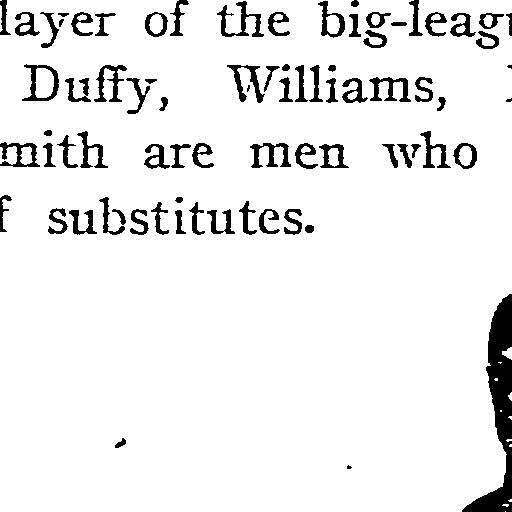 layer of the big-leagu
Duffy, Williams,
mith are men who
f substitutes.